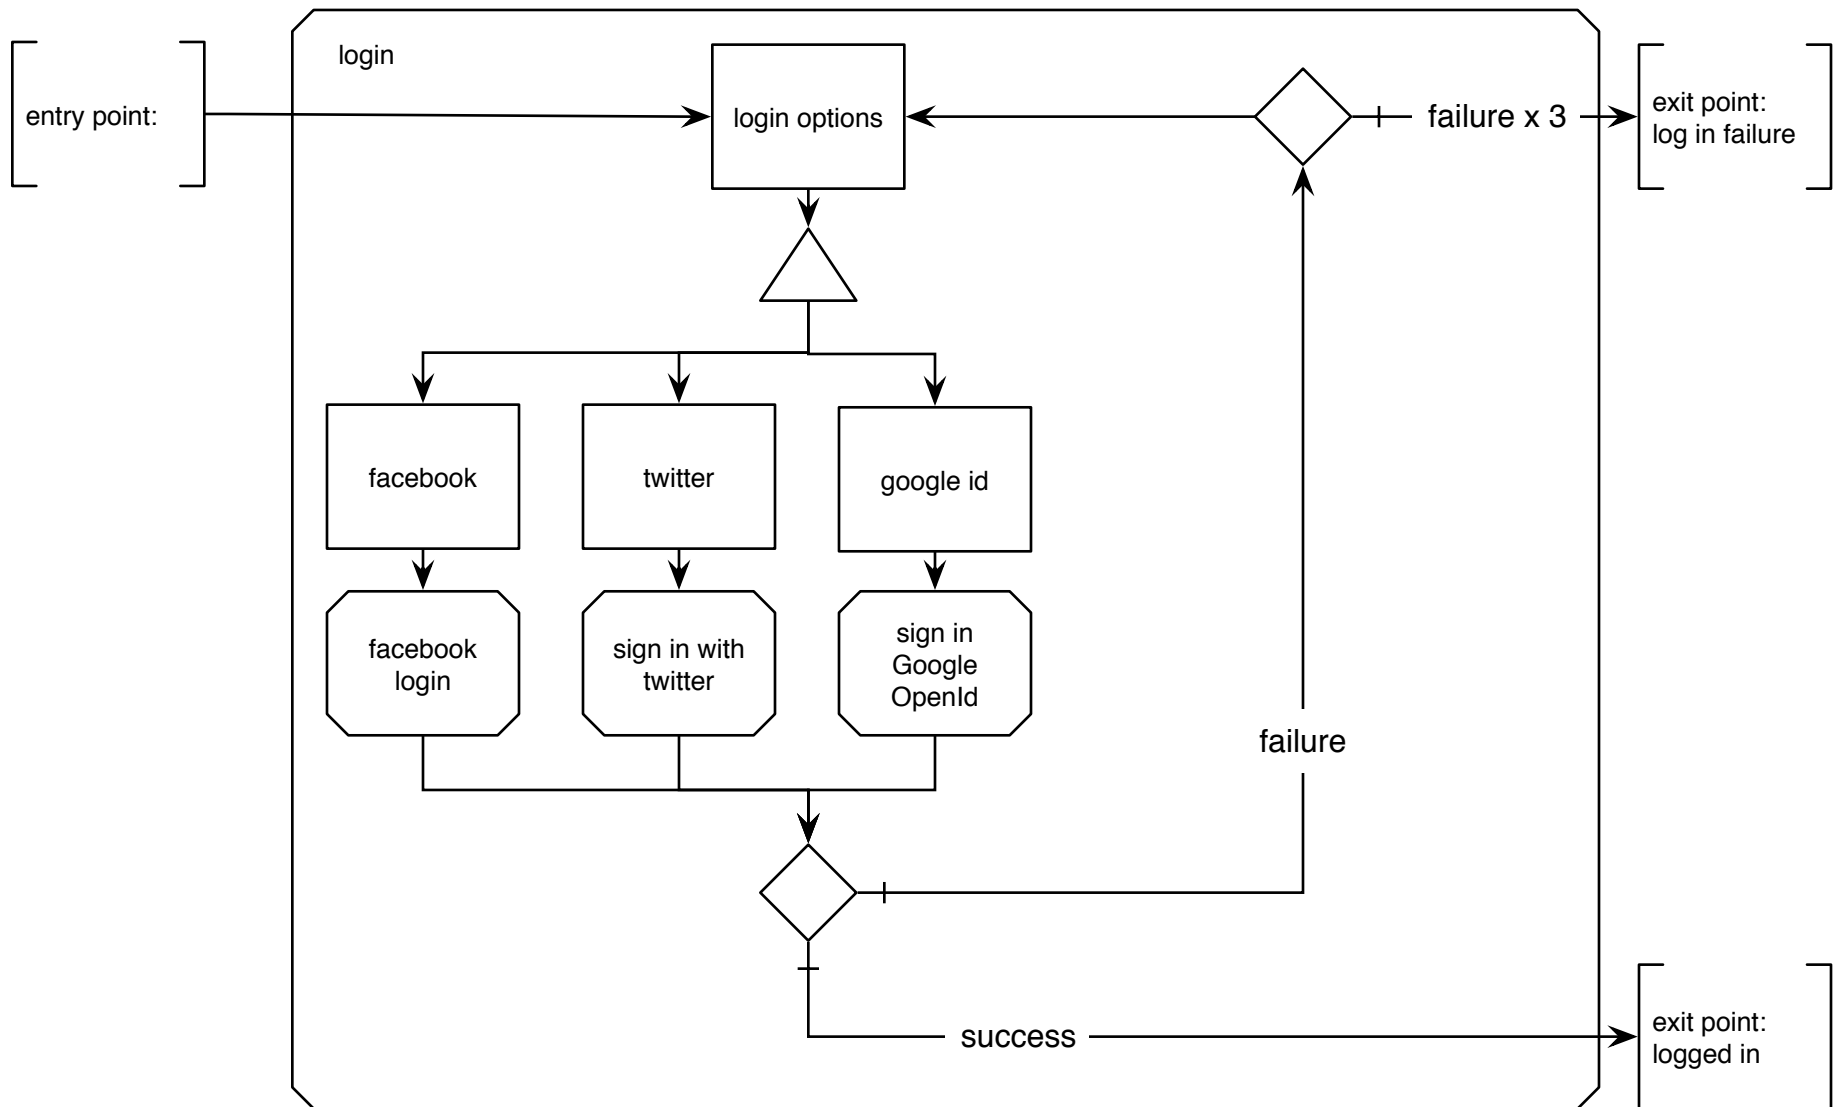 login
entry point:
login options
failure x 3
exit point:
log in failure
facebook
twitter
google id
facebook
login
sign in with
twitter
sign in
Google
OpenId
failure
success
exit point:
logged in